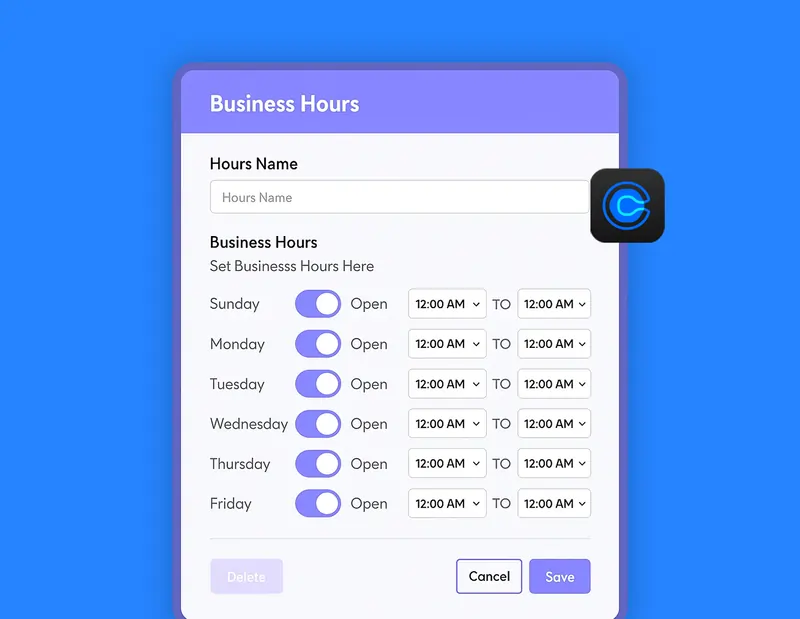 Business Hours
Hours Name
Hours Name
Business Hours
Set Businesss Hours Here
Sunday Open 12:00 AM TO 12:00 AM
Monday Open 12:00 AM TO 12:00 AM
Tuesday Open 12:00 AM TO 12:00 AM
Wednesday Open 12:00 AM TO 12:00 AM
Thursday Open 12:00 AM TO 12:00 AM
Friday Open 12:00 AM TO 12:00 AM
Delete Cancel Save